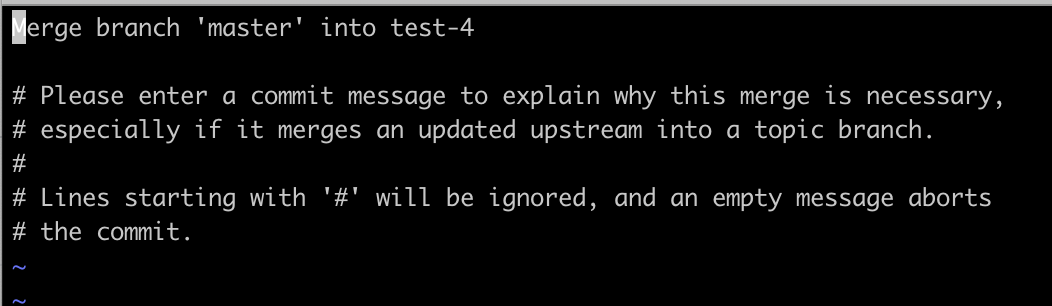 Merge branch 'master' into test-4
# Please enter a commit message to explain why this merge is necessary,
# especially if it merges an updated upstream into a topic branch.
#
# Lines starting with '#' will be ignored, and an empty message aborts
# the commit.
~
~